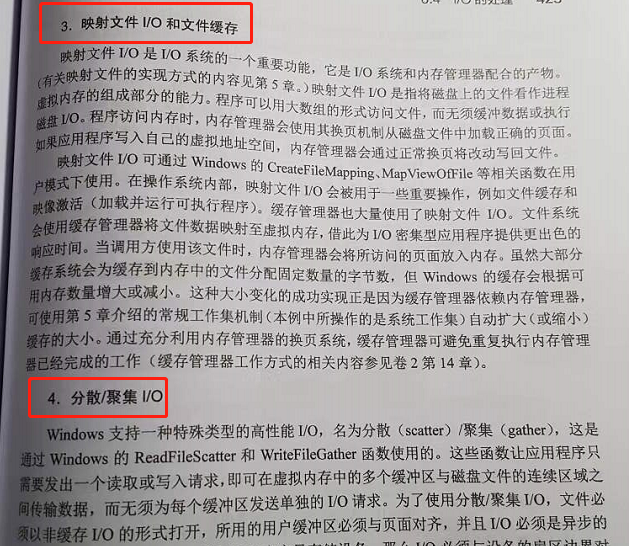 6.4 I/O 的处理 425
3. 映射文件 I/O 和文件缓存
映射文件 I/O 是 I/O 系统的一个重要功能，它是 I/O 系统和内存管理器配合的产物。
(有关映射文件的实现方式的内容见第 5 章。) 映射文件 I/O 是指将磁盘上的文件看作进程
虚拟内存的组成部分的能力。程序可以用大数组的形式访问文件，而无须缓冲数据或执行
磁盘 I/O。程序访问内存时，内存管理器会使用其换页机制从磁盘文件中加载正确的页面。
如果应用程序写入自己的虚拟地址空间，内存管理器会通过正常换页将改动写回文件。
映射文件 I/O 可通过 Windows 的 CreateFileMapping、MapViewOfFile 等相关函数在用
户模式下使用。在操作系统内部，映射文件 I/O 会被用于一些重要操作，例如文件缓存和
映像激活（加载并运行可执行程序）。缓存管理器也大量使用了映射文件 I/O。文件系统
会使用缓存管理器将文件数据映射至虚拟内存，借此为 I/O 密集型应用程序提供更出色的
响应时间。当调用方使用该文件时，内存管理器会将所访问的页面放入内存。虽然大部分
缓存系统会为缓存到内存中的文件分配固定数量的字节数，但 Windows 的缓存会根据可
用内存数量增大或减小。这种大小变化的成功实现正是因为缓存管理器依赖内存管理器，
可使用第 5 章介绍的常规工作集机制（本例中所操作的是系统工作集）自动扩大（或缩小）
缓存的大小。通过充分利用内存管理器的换页系统，缓存管理器可避免重复执行内存管理
器已经完成的工作（缓存管理器工作方式的相关内容参见卷 2 第 14 章）。
4. 分散/聚集 I/O
Windows 支持一种特殊类型的高性能 I/O，名为分散（scatter）/聚集（gather），这是
通过 Windows 的 ReadFileScatter 和 WriteFileGather 函数使用的。这些函数让应用程序只
需要发出一个读取或写入请求，即可在虚拟内存中的多个缓冲区与磁盘文件的连续区域之
间传输数据，而无须为每个缓冲区发送单独的 I/O 请求。为了使用分散/聚集 I/O，文件必
须以非缓存 I/O 的形式打开，所用的用户缓冲区必须与页面对齐，并且 I/O 必须是异步的